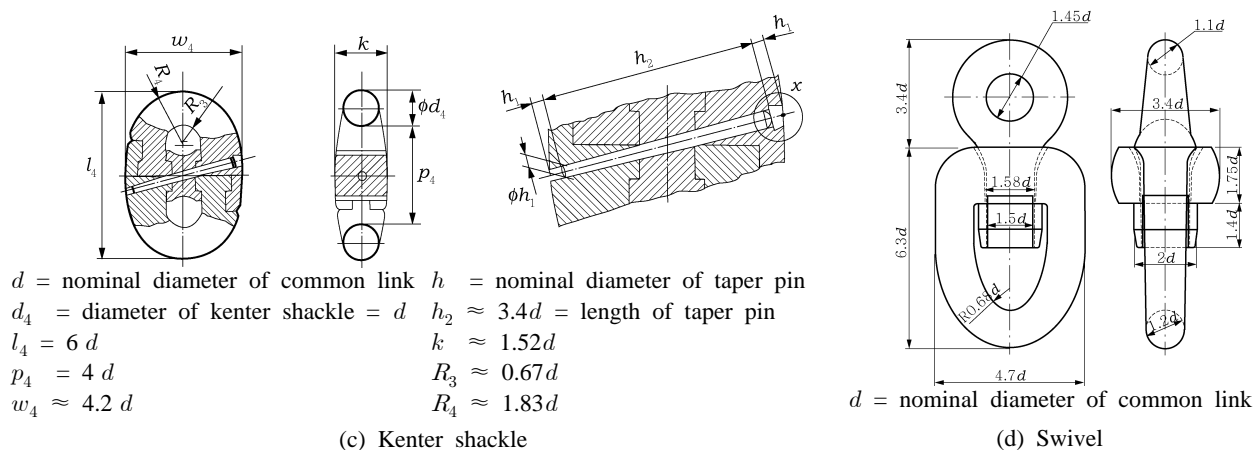 w₄
R₄
R₃
l₄
k
ϕd₄
p₄
h₁
h₂
h₁
x
ϕh₁
1.45d
1.1d
3.4d
3.4d
1.58d
1.5d
6.3d
R0.68d
4.7d
1.75d
1.4d
2d
1.2d
d = nominal diameter of common link
d₄ = diameter of kenter shackle = d
l₄ = 6 d
p₄ = 4 d
w₄ ≈ 4.2 d
h = nominal diameter of taper pin
h₂ ≈ 3.4d = length of taper pin
k ≈ 1.52d
R₃ ≈ 0.67d
R₄ ≈ 1.83d
(c) Kenter shackle
d = nominal diameter of common link
(d) Swivel